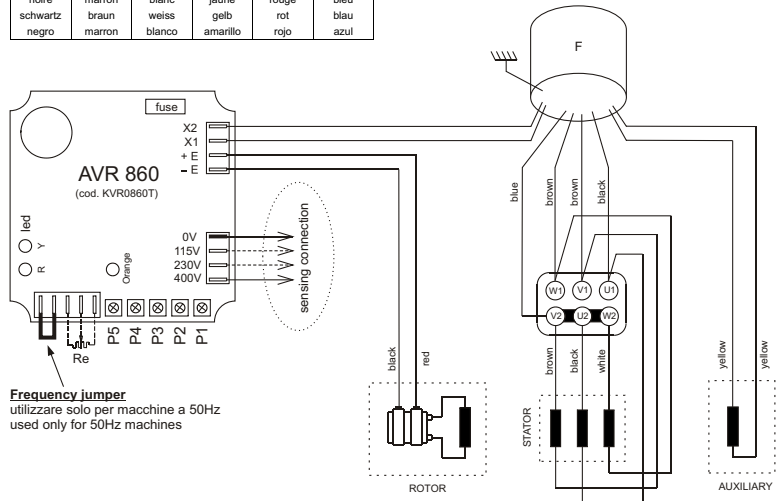 noire marron blanc jaune rouge bleu
schwartz braun weiss gelb rot blau
negro marron blanco amarillo rojo azul
F
fuse
X2
X1
+ E
– E
AVR 860
(cod. KVR0860T)
led
Y
R
Orange
0V
115V
230V
400V
sensing connection
P5 P4 P3 P2 P1
Re
Frequency jumper
utilizzare solo per macchine a 50Hz
used only for 50Hz machines
black
red
ROTOR
blue
brown
brown
black
W1 V1 U1
V2 U2 W2
brown
black
white
STATOR
yellow
yellow
AUXILIARY